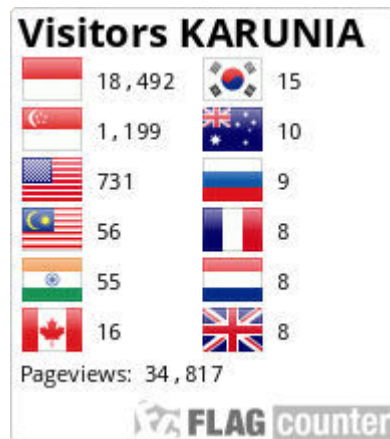 Visitors KARUNIA
18,492 15
1,199 10
731 9
56 8
55 8
16 8
Pageviews: 34,817
FLAG counter